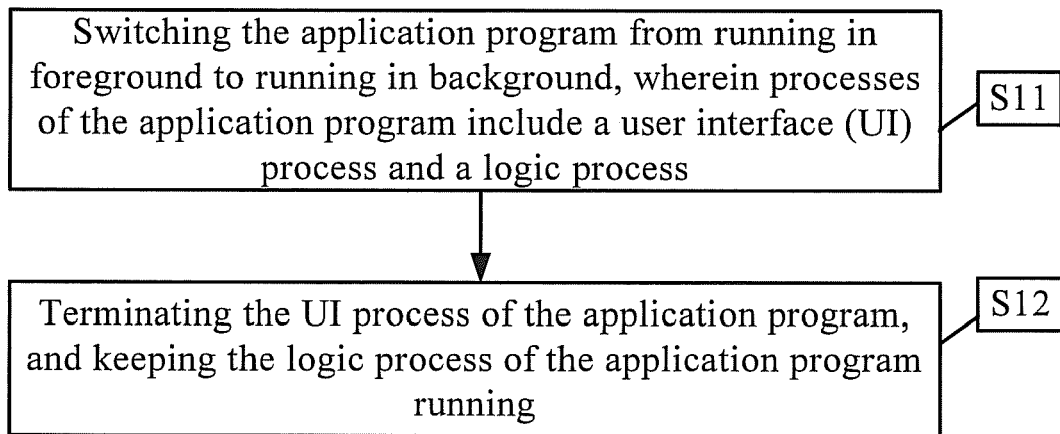 Switching the application program from running in
foreground to running in background, wherein processes
of the application program include a user interface (UI)
process and a logic process
S11
Terminating the UI process of the application program,
and keeping the logic process of the application program
running
S12